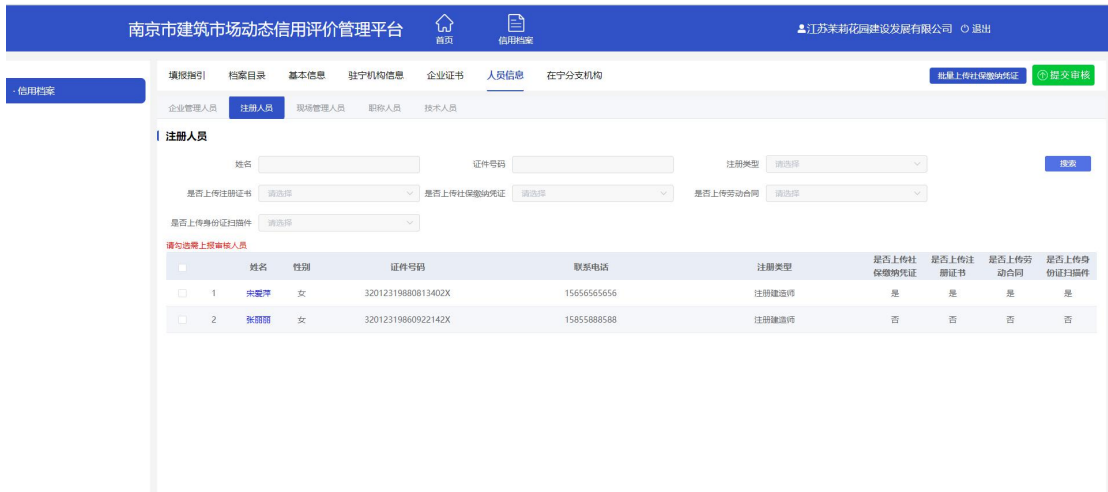 南京市建筑市场动态信用评价管理平台 首页 信用档案 江苏茉莉花园建设发展有限公司 退出
· 信用档案
填报指引 档案目录 基本信息 驻宁机构信息 企业证书 人员信息 在宁分支机构 批量上传社保缴纳凭证 提交审核
企业管理人员 注册人员 现场管理人员 职称人员 技术人员
注册人员
姓名 证件号码 注册类型 请选择 搜索
是否上传注册证书 请选择 是否上传社保缴纳凭证 请选择 是否上传劳动合同 请选择
是否上传身份证扫描件 请选择
请勾选需上报审核人员
姓名 性别 证件号码 联系电话 注册类型 是否上传社保缴纳凭证 是否上传注册证书 是否上传劳动合同 是否上传身份证扫描件
1 宋爱萍 女 32012319880813402X 15656565656 注册建造师 是 是 是 是
2 张丽丽 女 32012319860922142X 15855888588 注册建造师 否 否 否 否